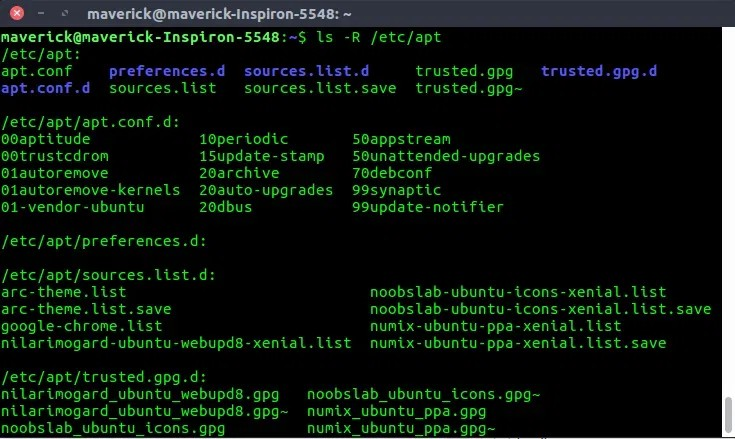 maverick@maverick-Inspiron-5548: ~
maverick@maverick-Inspiron-5548:~$ ls -R /etc/apt
/etc/apt:
apt.conf preferences.d sources.list.d trusted.gpg trusted.gpg.d
apt.conf.d sources.list sources.list.save trusted.gpg~
/etc/apt/apt.conf.d:
00aptitude 10periodic 50appstream
00trustcdrom 15update-stamp 50unattended-upgrades
01autoremove 20archive 70debconf
01autoremove-kernels 20auto-upgrades 99synaptic
01-vendor-ubuntu 20dbus 99update-notifier
/etc/apt/preferences.d:
/etc/apt/sources.list.d:
arc-theme.list noobslab-ubuntu-icons-xenial.list
arc-theme.list.save noobslab-ubuntu-icons-xenial.list.save
google-chrome.list numix-ubuntu-ppa-xenial.list
nilarimogard-ubuntu-webupd8-xenial.list numix-ubuntu-ppa-xenial.list.save
/etc/apt/trusted.gpg.d:
nilarimogard_ubuntu_webupd8.gpg noobslab_ubuntu_icons.gpg~
nilarimogard_ubuntu_webupd8.gpg~ numix_ubuntu_ppa.gpg
noobslab_ubuntu_icons.gpg numix_ubuntu_ppa.gpg~